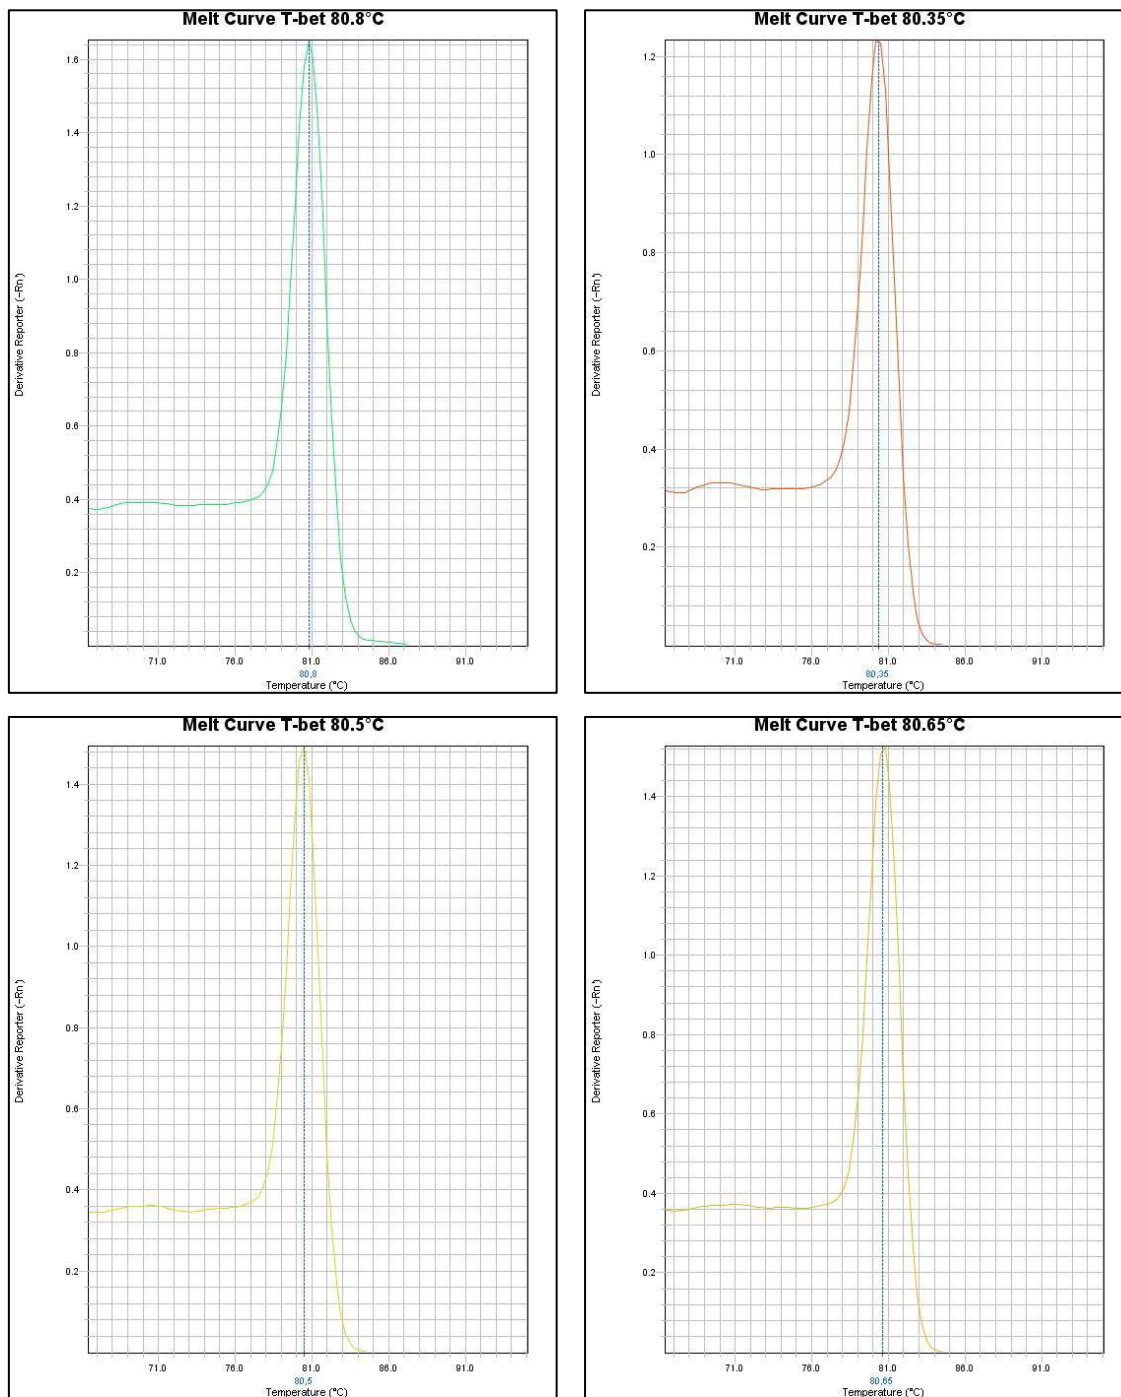 Melt Curve T-bet 80.8°C
1.6
1.4
1.2
1.0
0.8
0.6
0.4
0.2
Derivative Reporter (-Rn')
71.0 76.0 81.0 86.0 91.0
80,8
Temperature (°C)
Melt Curve T-bet 80.35°C
1.2
1.0
0.8
0.6
0.4
0.2
Derivative Reporter (-Rn')
71.0 76.0 81.0 86.0 91.0
80,35
Temperature (°C)
Melt Curve T-bet 80.5°C
1.4
1.2
1.0
0.8
0.6
0.4
0.2
Derivative Reporter (-Rn')
71.0 76.0 81.0 86.0 91.0
80,5
Temperature (°C)
Melt Curve T-bet 80.65°C
1.4
1.2
1.0
0.8
0.6
0.4
0.2
Derivative Reporter (-Rn')
71.0 76.0 81.0 86.0 91.0
80,65
Temperature (°C)